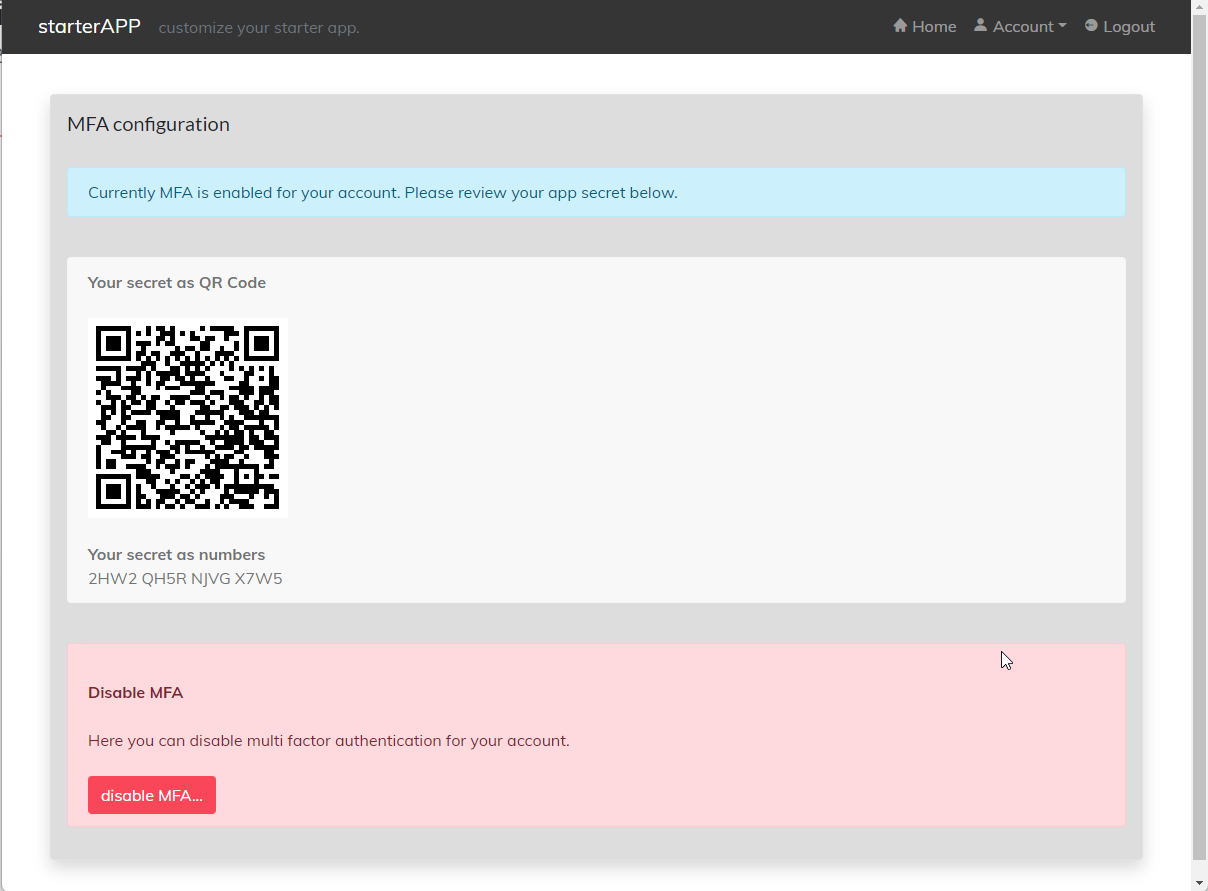 starterAPP customize your starter app. Home Account Logout
MFA configuration
Currently MFA is enabled for your account. Please review your app secret below.
Your secret as QR Code
Your secret as numbers
2HW2 QH5R NJVG X7W5
Disable MFA
Here you can disable multi factor authentication for your account.
disable MFA...